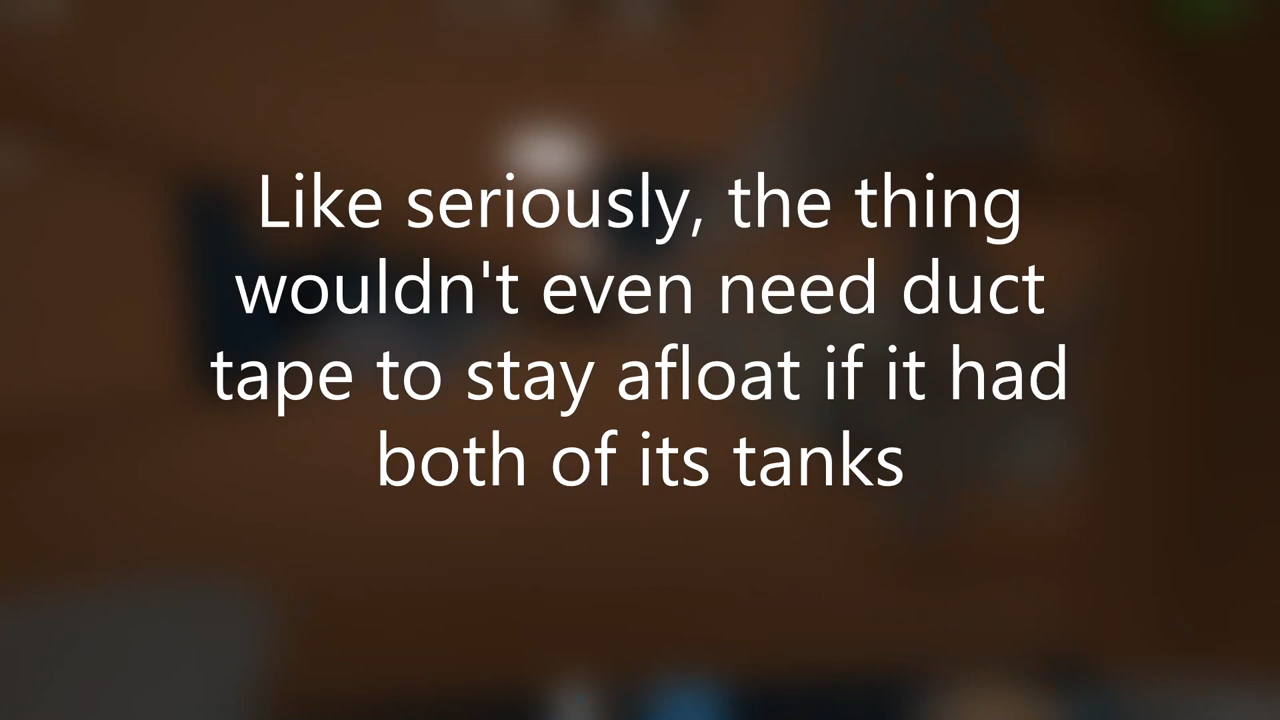 Like seriously, the thing
wouldn't even need duct
tape to stay afloat if it had
both of its tanks